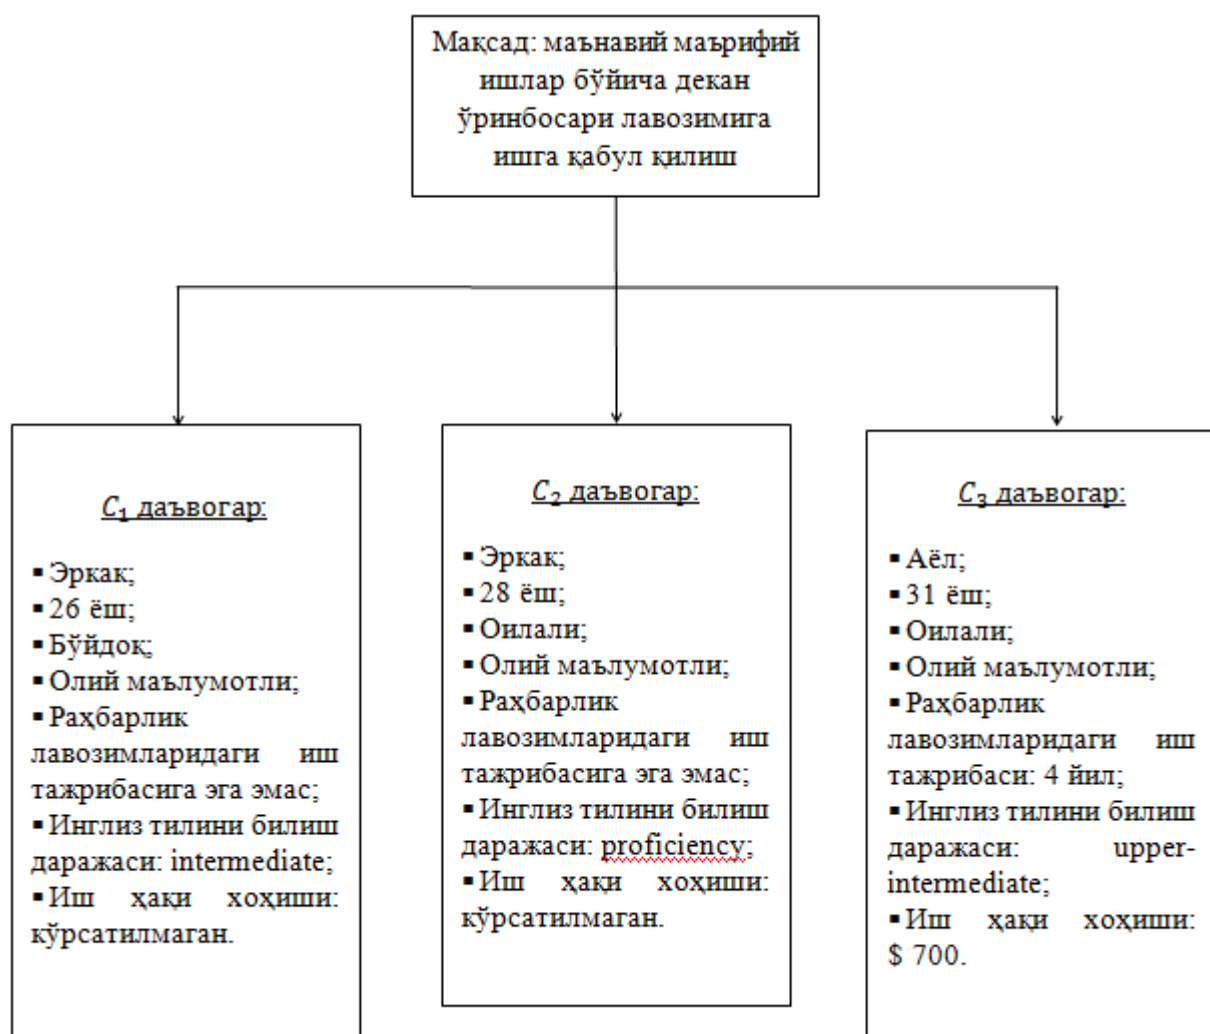 Мақсад: маънавий маърифий
ишлар бўйича декан
ўринбосари лавозимига
ишга қабул қилиш
C₁ даъвогар:
▪ Эркак;
▪ 26 ёш;
▪ Бўйдоқ;
▪ Олий маълумотли;
▪ Раҳбарлик
лавозимларидаги иш
тажрибасига эга эмас;
▪ Инглиз тилини билиш
даражаси: intermediate;
▪ Иш ҳақи хоҳиши:
кўрсатилмаган.
C₂ даъвогар:
▪ Эркак;
▪ 28 ёш;
▪ Оилали;
▪ Олий маълумотли;
▪ Раҳбарлик
лавозимларидаги иш
тажрибасига эга эмас;
▪ Инглиз тилини билиш
даражаси: proficiency;
▪ Иш ҳақи хоҳиши:
кўрсатилмаган.
C₃ даъвогар:
▪ Аёл;
▪ 31 ёш;
▪ Оилали;
▪ Олий маълумотли;
▪ Раҳбарлик
лавозимларидаги иш
тажрибаси: 4 йил;
▪ Инглиз тилини билиш
даражаси: upper-
intermediate;
▪ Иш ҳақи хоҳиши:
$ 700.